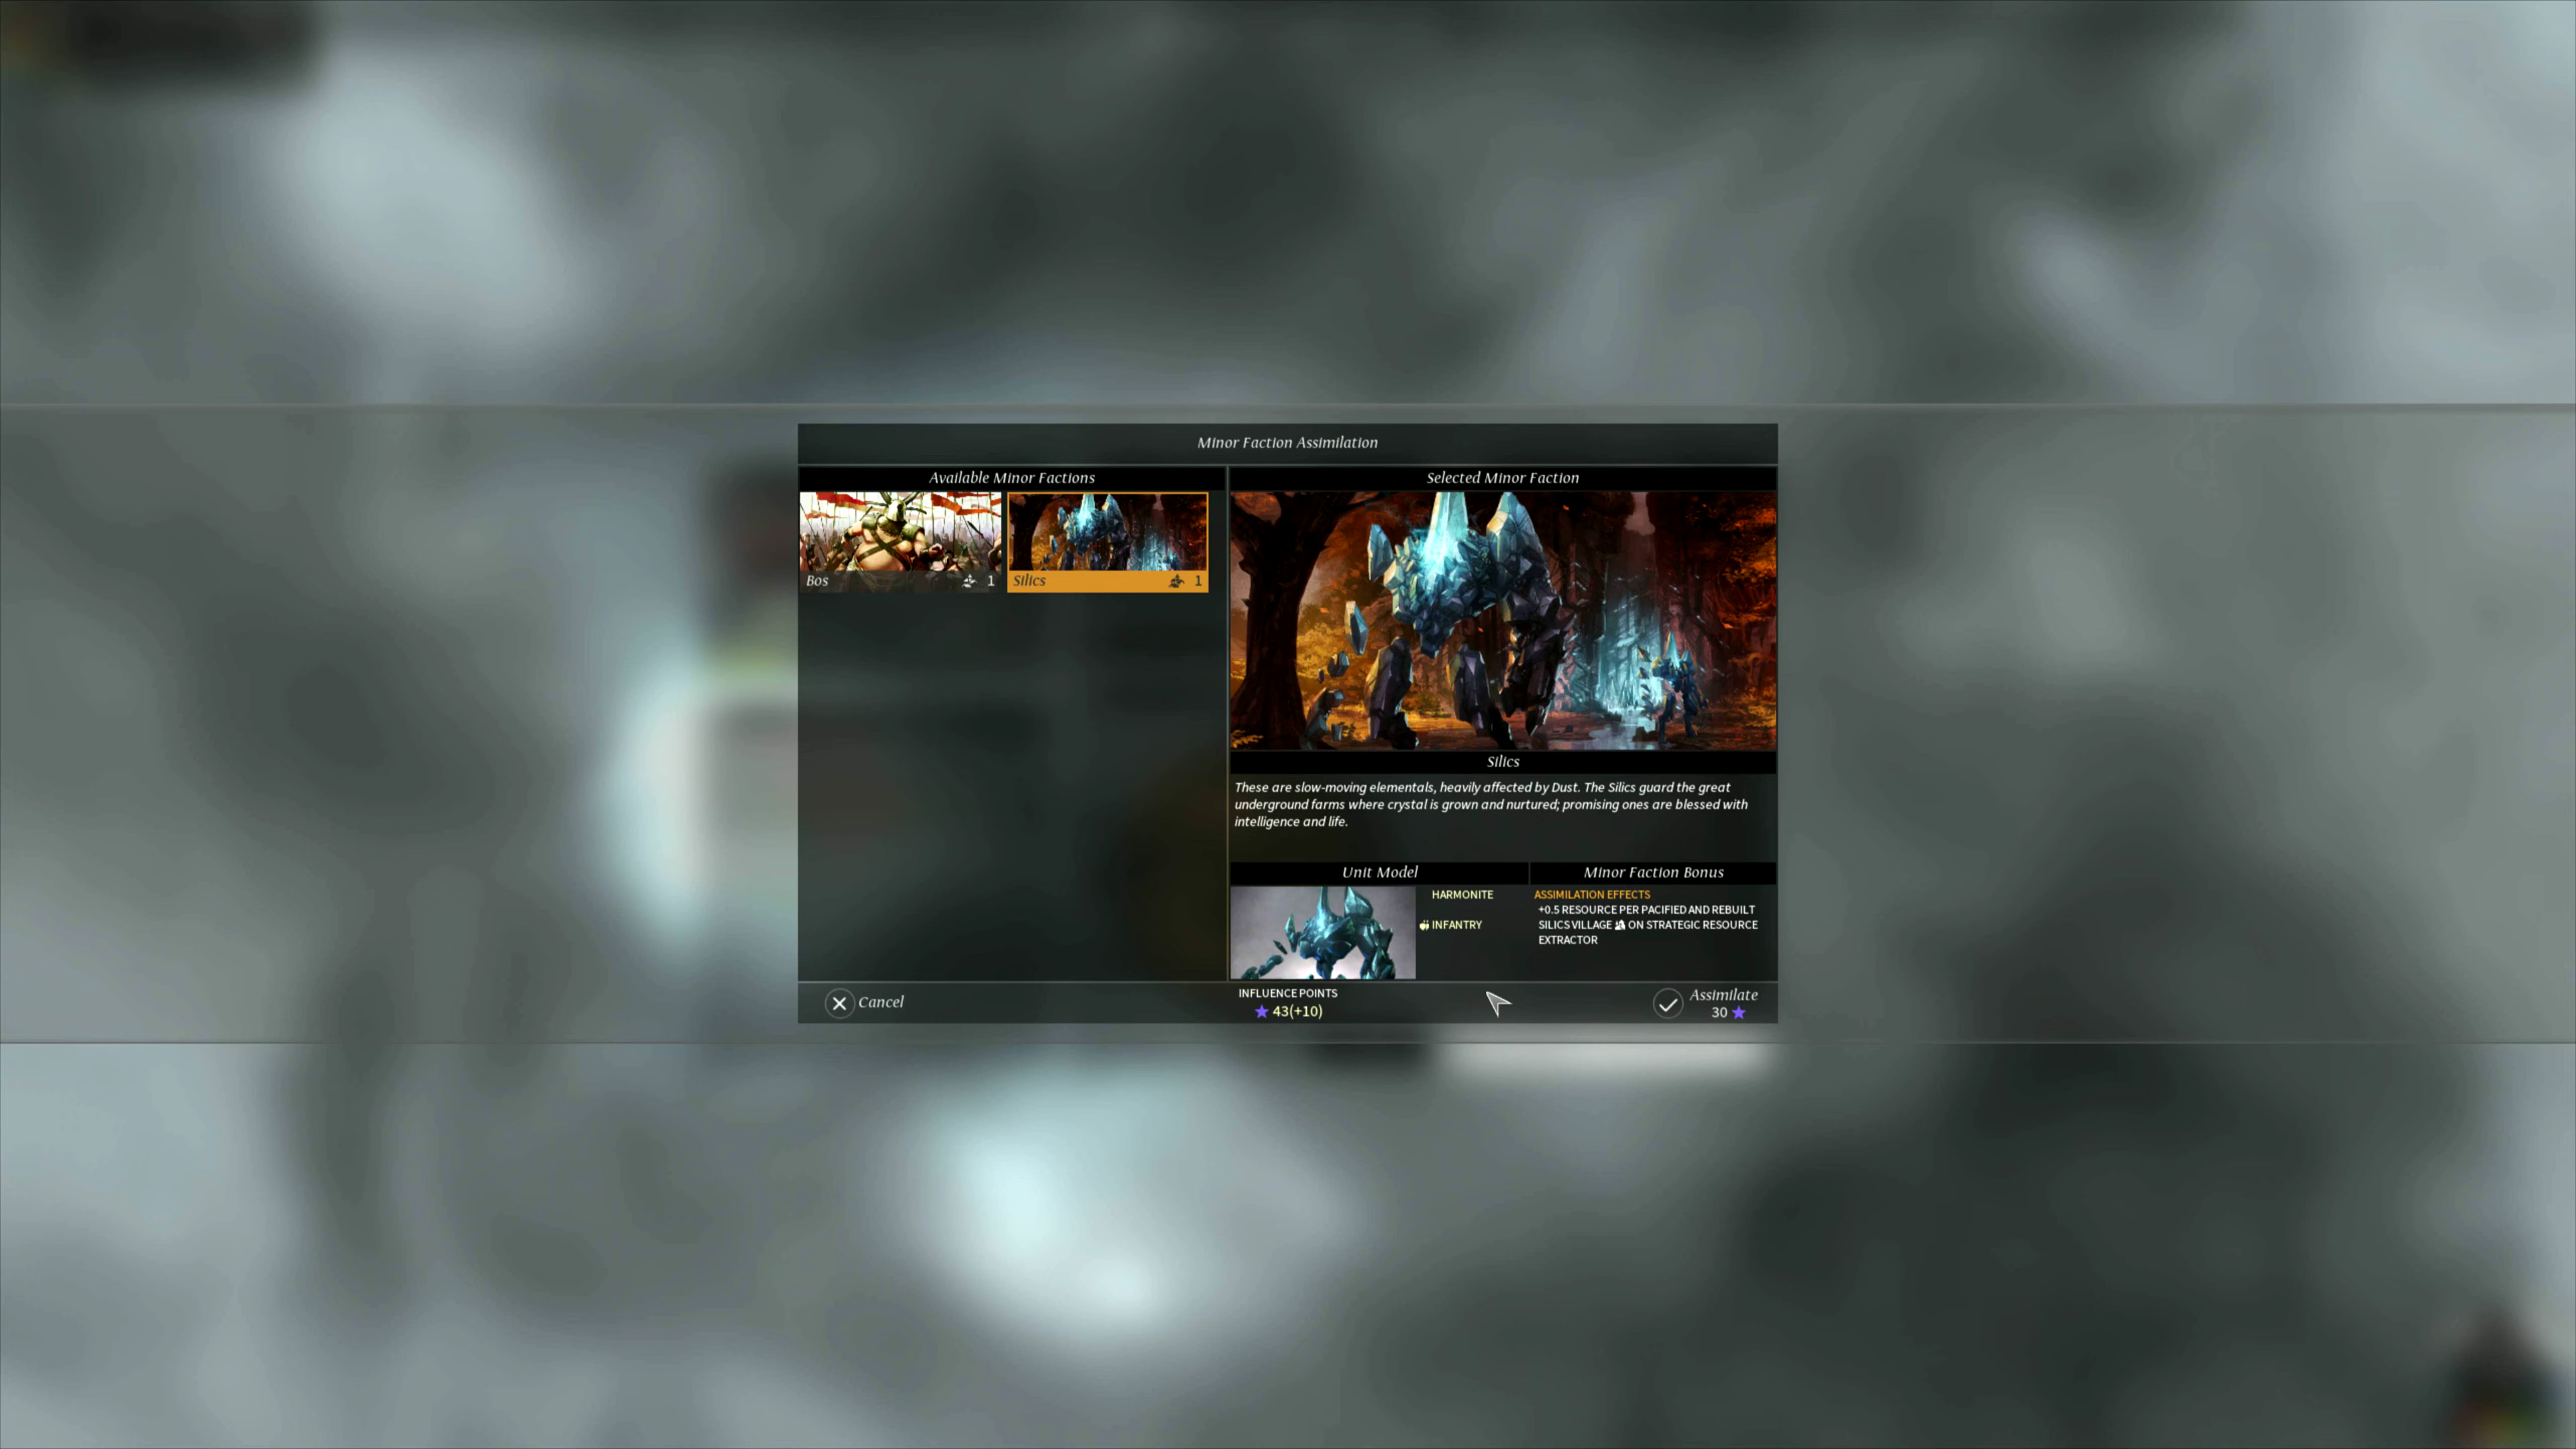 Minor Faction Assimilation
Available Minor Factions
Bos 1
Silics 1
Selected Minor Faction
Silics
These are slow-moving elementals, heavily affected by Dust. The Silics guard the great
underground farms where crystal is grown and nurtured; promising ones are blessed with
intelligence and life.
Unit Model
HARMONITE
INFANTRY
Minor Faction Bonus
ASSIMILATION EFFECTS
+0.5 RESOURCE PER PACIFIED AND REBUILT
SILICS VILLAGE ON STRATEGIC RESOURCE
EXTRACTOR
Cancel
INFLUENCE POINTS
43(+10)
Assimilate
30